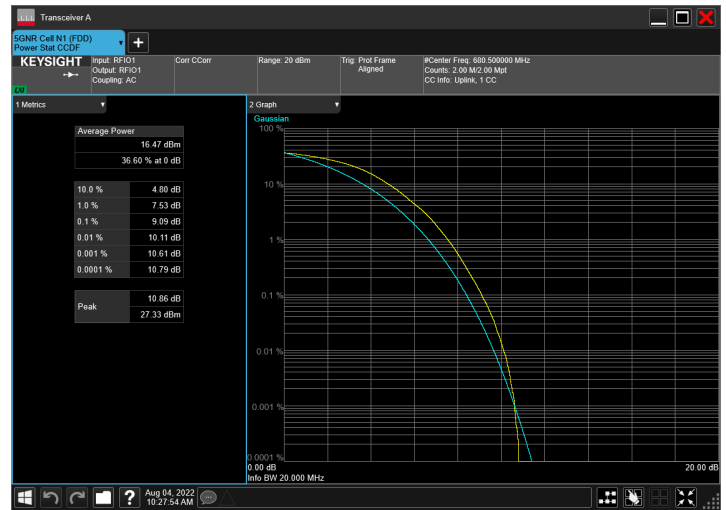 Transceiver A
5GNR Cell N1 (FDD)
Power Stat CCDF
KEYSIGHT
LXI
Input: RFIO1
Output: RFIO1
Coupling: AC
Corr CCorr
Range: 20 dBm
Trig: Prot Frame
Aligned
#Center Freq: 680.500000 MHz
Counts: 2.00 M/2.00 Mpt
CC Info: Uplink, 1 CC
1 Metrics
Average Power
16.47 dBm
36.60 % at 0 dB
10.0 % 4.80 dB
1.0 % 7.53 dB
0.1 % 9.09 dB
0.01 % 10.11 dB
0.001 % 10.61 dB
0.0001 % 10.79 dB
Peak
10.86 dB
27.33 dBm
2 Graph
Gaussian
100 %
10 %
1 %
0.1 %
0.01 %
0.001 %
0.0001 %
0.00 dB
20.00 dB
Info BW 20.000 MHz
?
Aug 04, 2022
10:27:54 AM